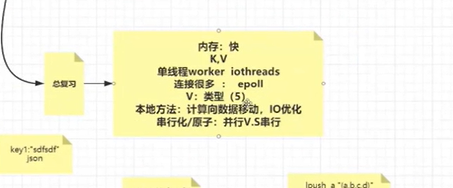 内存：快
K,V
单线程worker iothreads
连接很多 ： epoll
V：类型（5）
本地方法：计算向数据移动，IO优化
串行化/原子：并行V.S串行
总复习
key1:"sdfsdf"
json
lpush a "(a,b,c,d)"